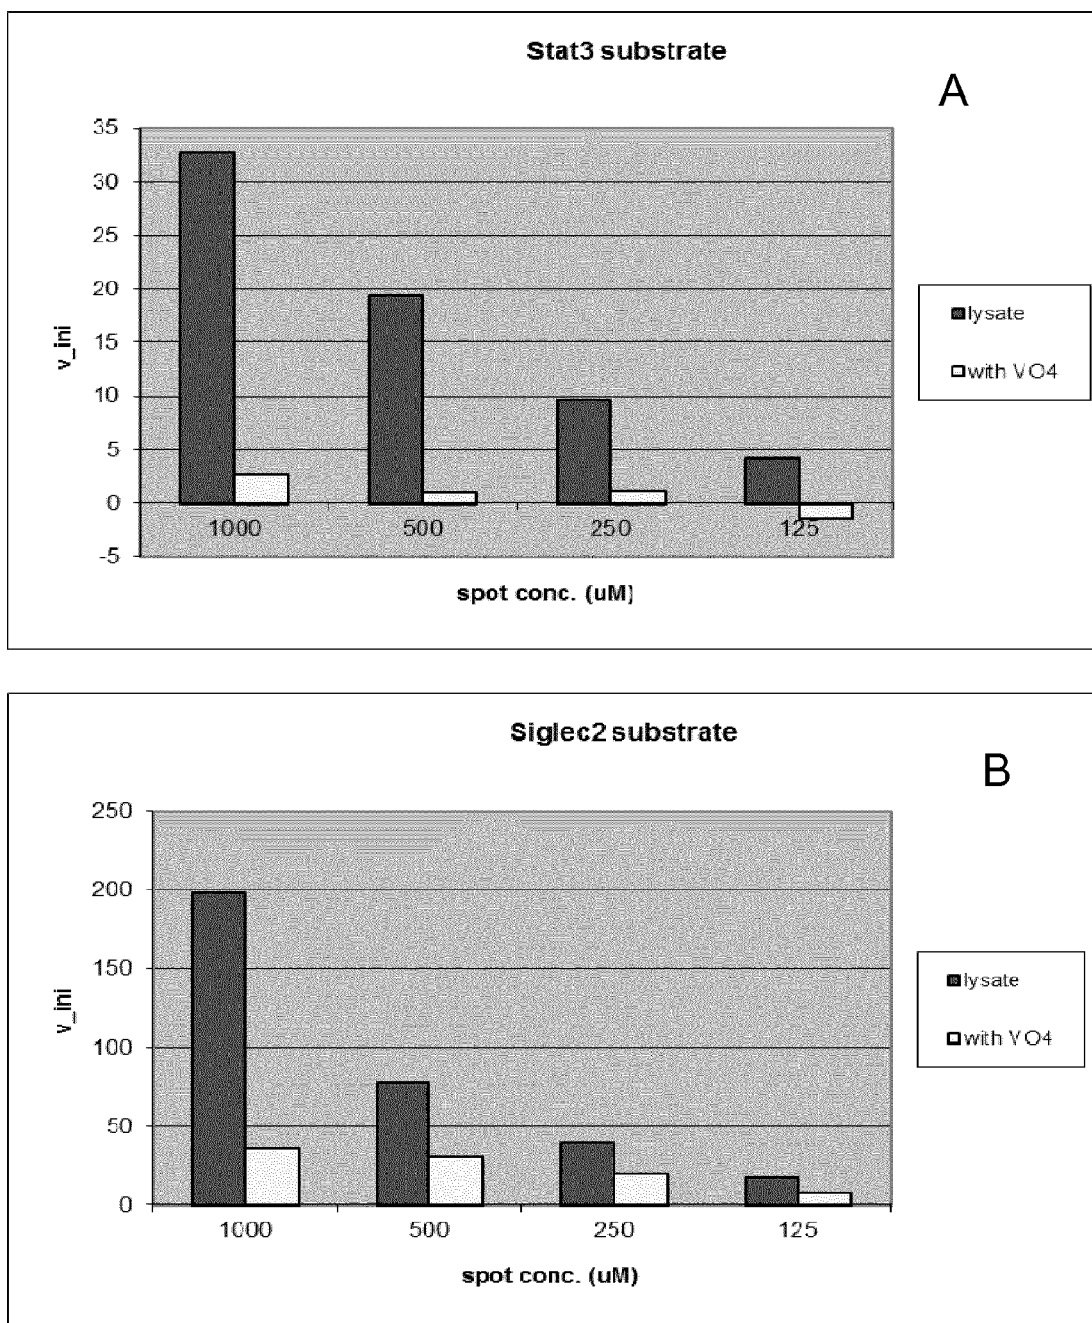 Stat3 substrate
A
35
30
25
20
15
10
5
0
-5
v_ini
1000 500 250 125
spot conc. (uM)
lysate
with VO4
Siglec2 substrate
B
250
200
150
100
50
0
v_ini
1000 500 250 125
spot conc. (uM)
lysate
with VO4